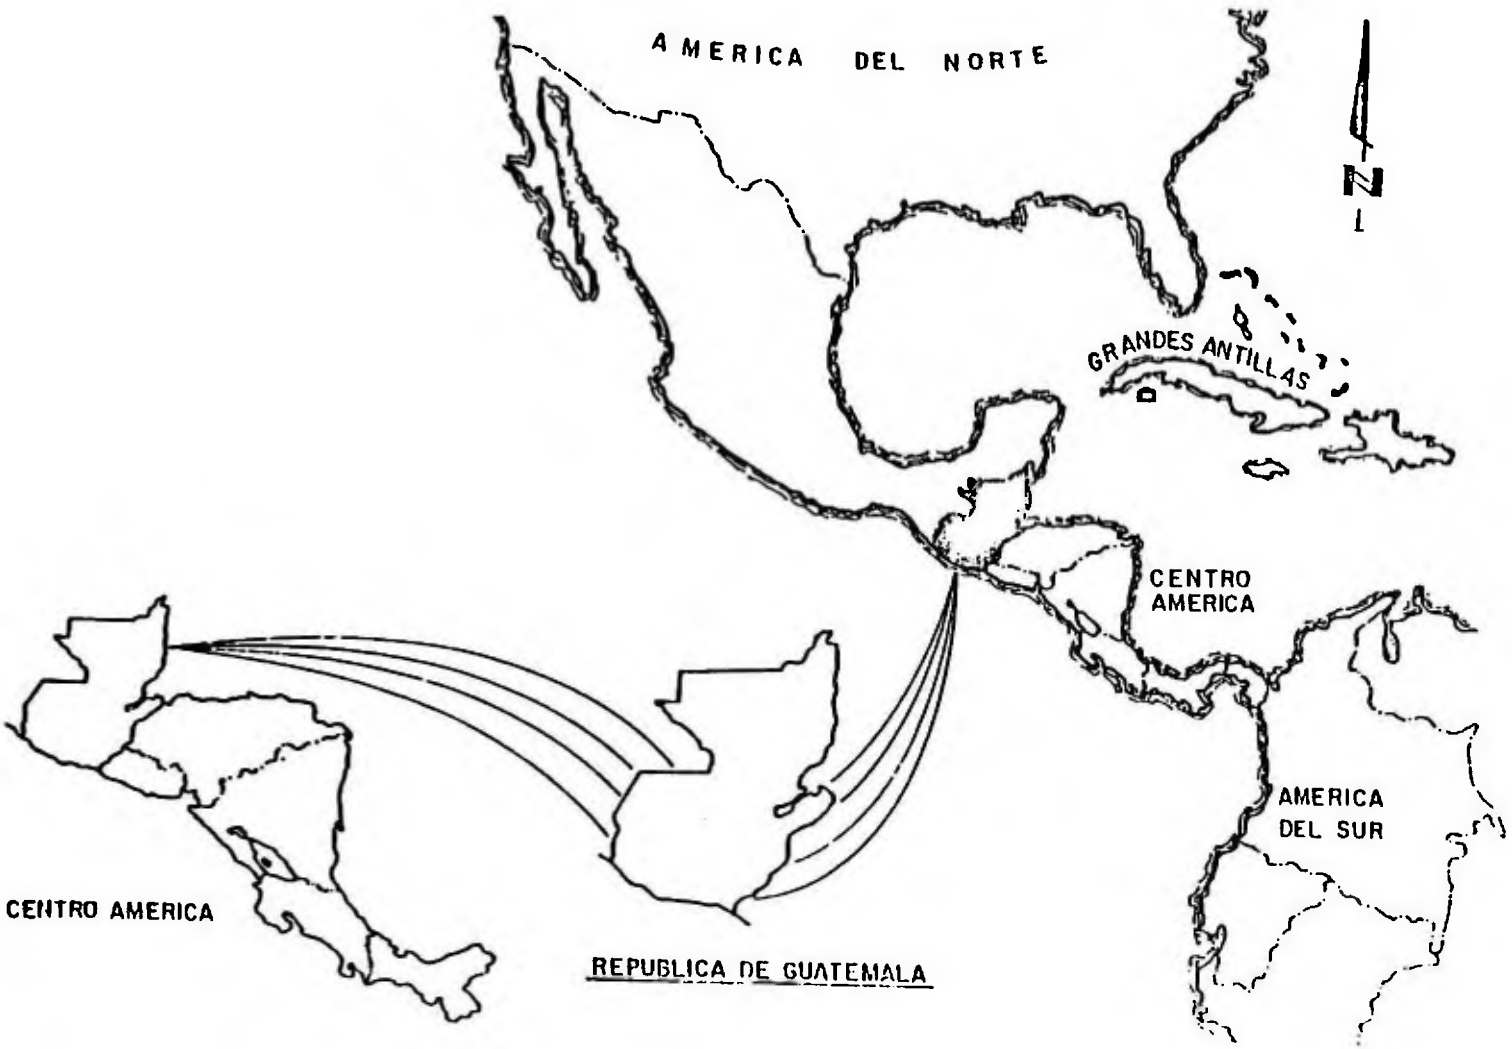 AMERICA DEL NORTE
N
GRANDES ANTILLAS
CENTRO
AMERICA
AMERICA
DEL SUR
CENTRO AMERICA
REPUBLICA DE GUATEMALA